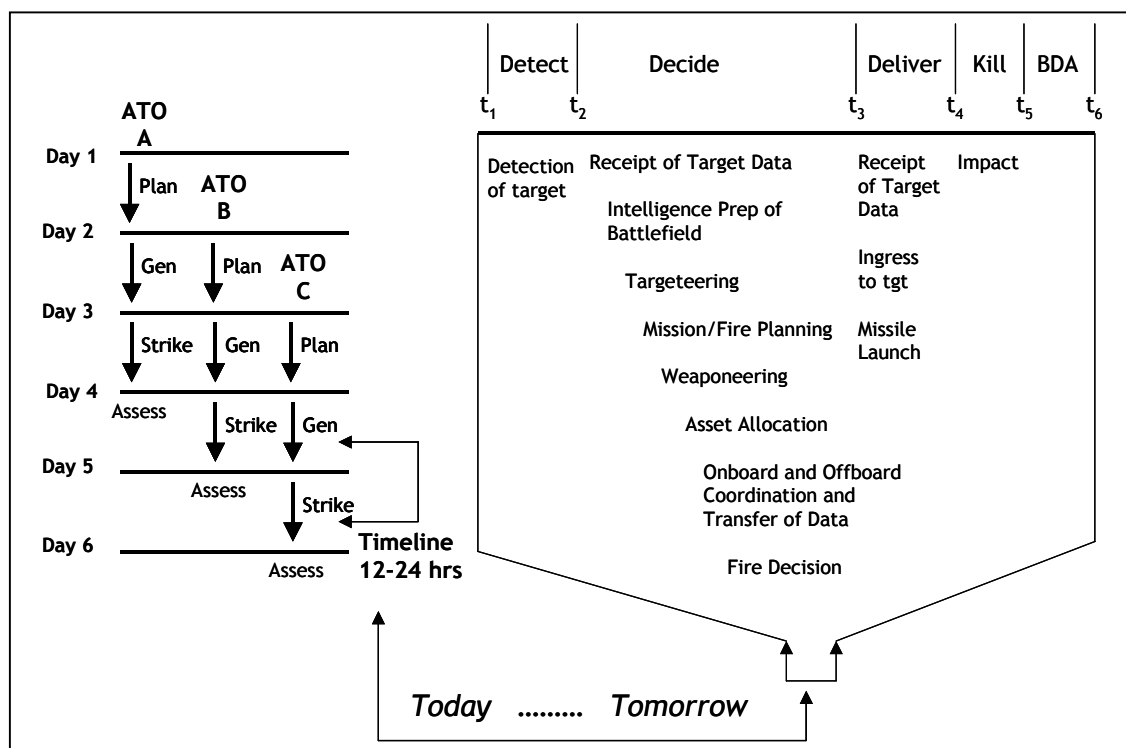 ATO
A
Day 1
Plan
ATO
B
Day 2
Gen
Plan
ATO
C
Day 3
Strike
Gen
Plan
Day 4
Assess
Strike
Gen
Day 5
Assess
Strike
Day 6
Assess
Timeline
12-24 hrs
Detect
Decide
Deliver
Kill
BDA
t1
t2
t3
t4
t5
t6
Detection
of target
Receipt of Target Data
Intelligence Prep of
Battlefield
Targeteering
Mission/Fire Planning
Weaponeering
Asset Allocation
Onboard and Offboard
Coordination and
Transfer of Data
Fire Decision
Receipt
of Target
Data
Ingress
to tgt
Missile
Launch
Impact
Today ......... Tomorrow